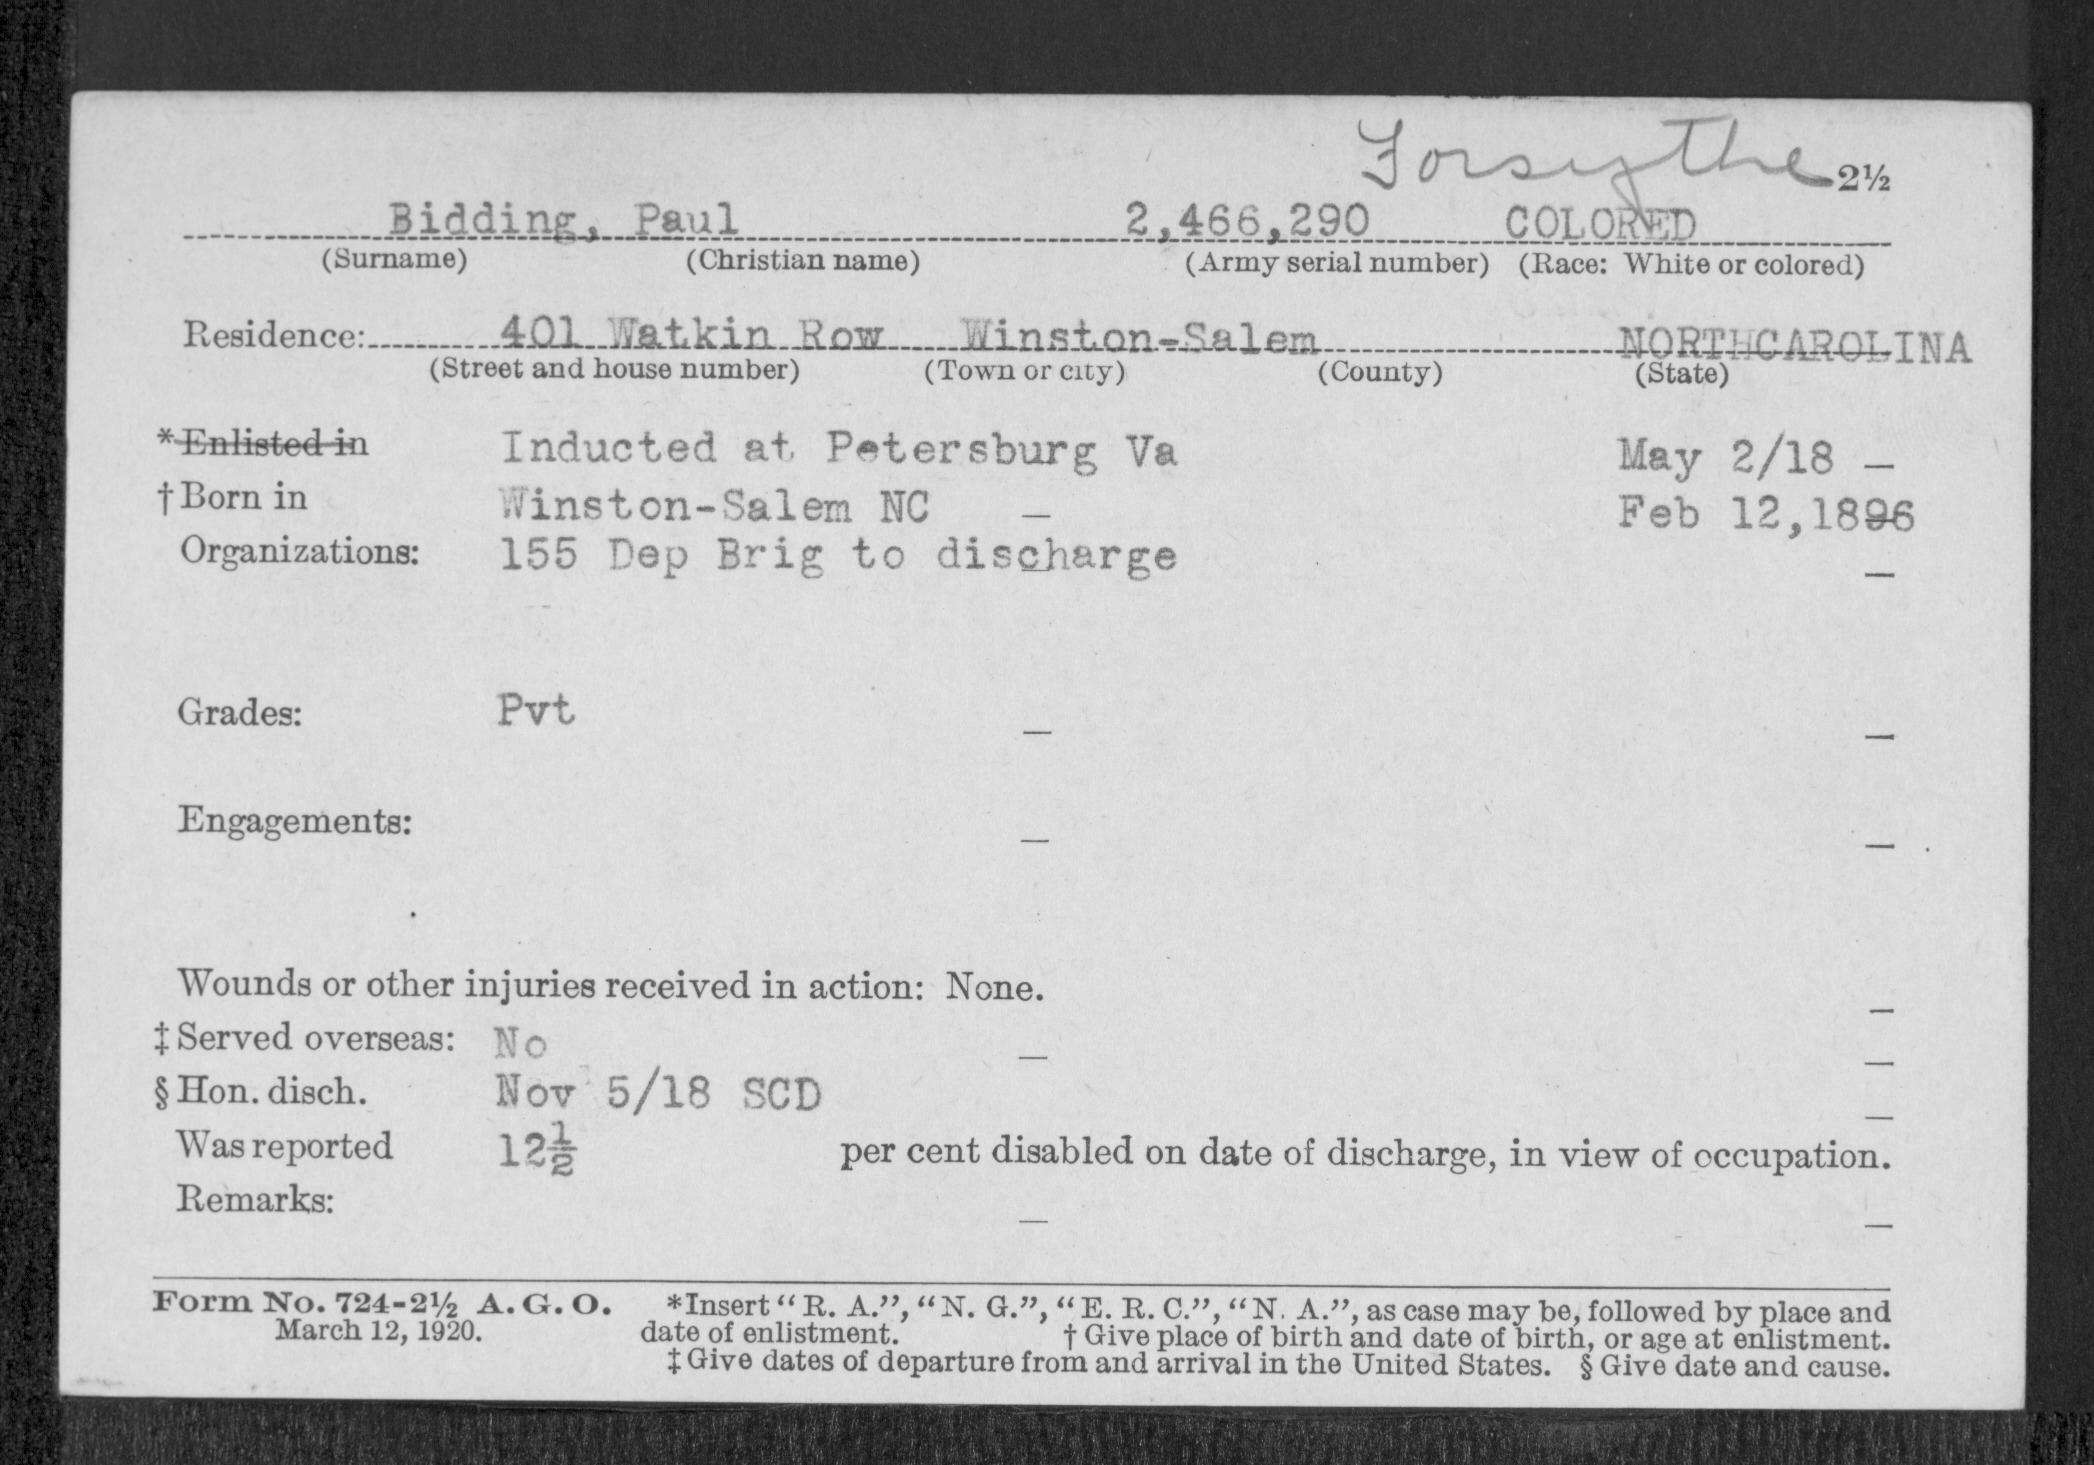 Forsythe 2½
Bidding, Paul 2,466,290 COLORED
(Surname) (Christian name) (Army serial number) (Race: White or colored)
Residence: 401 Watkin Row Winston-Salem NORTHCAROLINA
(Street and house number) (Town or city) (County) (State)
*Enlisted in Inducted at Petersburg Va May 2/18 –
†Born in Winston-Salem NC – Feb 12,1896
Organizations: 155 Dep Brig to discharge –
Grades: Pvt – –
Engagements: – –
Wounds or other injuries received in action: None. –
‡Served overseas: No – –
§Hon. disch. Nov 5/18 SCD –
Was reported 12½ per cent disabled on date of discharge, in view of occupation.
Remarks: – –
Form No. 724-2½ A. G. O. *Insert "R. A.", "N. G.", "E. R. C.", "N. A.", as case may be, followed by place and
March 12, 1920. date of enlistment. †Give place of birth and date of birth, or age at enlistment.
‡Give dates of departure from and arrival in the United States. §Give date and cause.